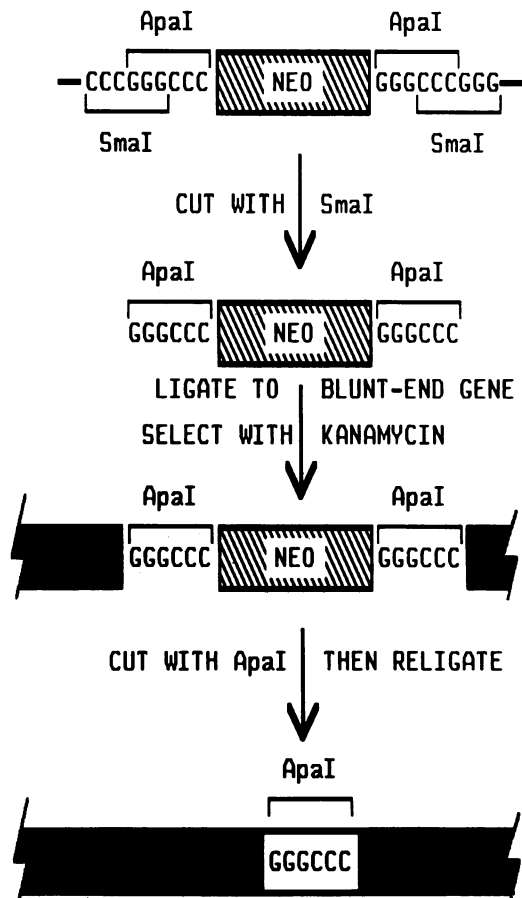 ApaI ApaI
CCCGGGCCC NEO GGGCCCGGG
SmaI SmaI
CUT WITH SmaI
ApaI ApaI
GGGCCC NEO GGGCCC
LIGATE TO BLUNT-END GENE
SELECT WITH KANAMYCIN
ApaI ApaI
GGGCCC NEO GGGCCC
CUT WITH ApaI THEN RELIGATE
ApaI
GGGCCC